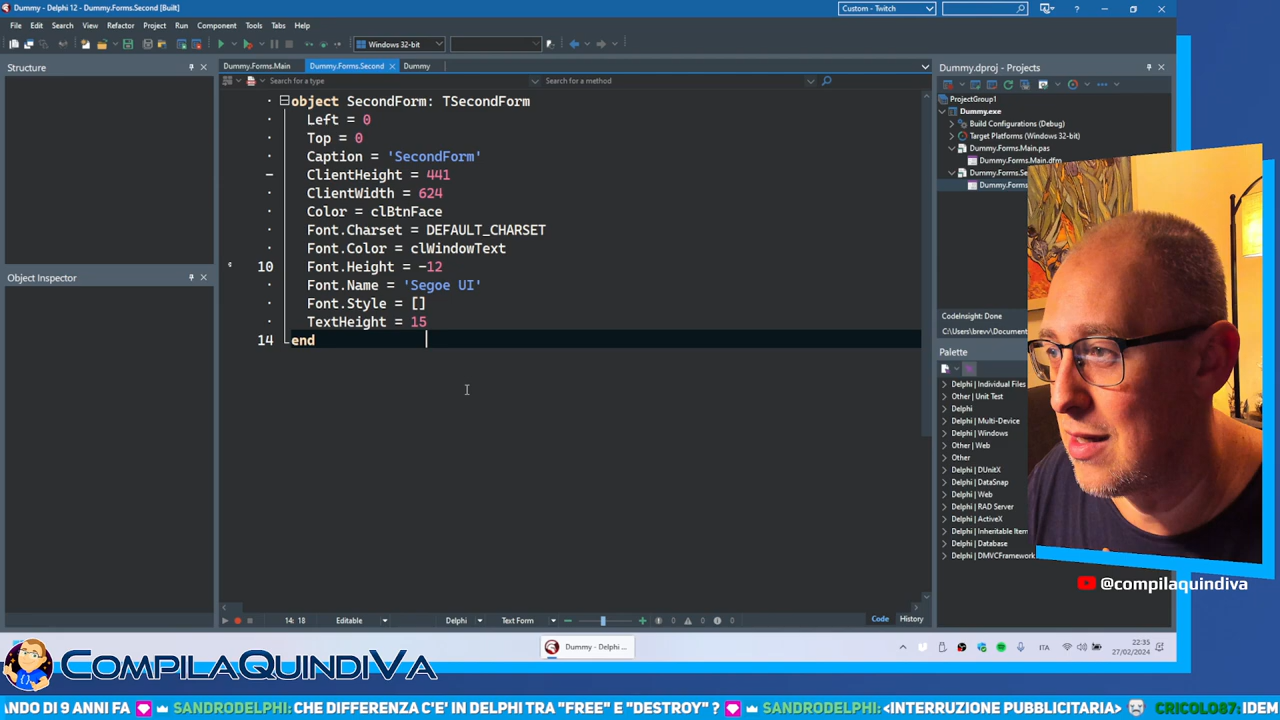 Dummy - Delphi 12 - Dummy.Forms.Second [Built]
Custom - Twitch
File Edit Search View Refactor Project Run Component Tools Tabs Help
Windows 32-bit
Structure
Dummy.Forms.Main Dummy.Forms.Second Dummy
Search for a type Search for a method
object SecondForm: TSecondForm
Left = 0
Top = 0
Caption = 'SecondForm'
ClientHeight = 441
ClientWidth = 624
Color = clBtnFace
Font.Charset = DEFAULT_CHARSET
Font.Color = clWindowText
10 Font.Height = -12
Font.Name = 'Segoe UI'
Font.Style = []
TextHeight = 15
14 end
Object Inspector
Dummy.dproj - Projects
ProjectGroup1
Dummy.exe
Build Configurations (Debug)
Target Platforms (Windows 32-bit)
Dummy.Forms.Main.pas
Dummy.Forms.Main.dfm
Dummy.Forms.Se
Dummy.Forms
CodeInsight: Done
C:\Users\brevv\Document
Palette
Delphi | Individual Files
Other | Unit Test
Delphi
Delphi | Multi-Device
Delphi | Windows
Other | Web
Other
Delphi | DUnitX
Delphi | DataSnap
Delphi | Web
Delphi | RAD Server
Delphi | ActiveX
Delphi | Inheritable Item
Delphi | Database
Delphi | DMVCFramework
@compilaquindiva
14: 18 Editable Delphi Text Form 0 0 0 Code History
Dummy - Delphi ...
ITA
22:35
27/02/2024
COMPILAQUINDIVA
ANDO DI 9 ANNI FA SANDRODELPHI: CHE DIFFERENZA C'E' IN DELPHI TRA "FREE" E "DESTROY" ? SANDRODELPHI: <INTERRUZIONE PUBBLICITARIA> CRICOLO87: IDEM